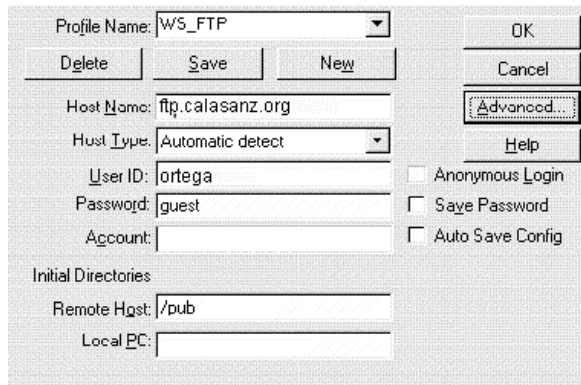 Profile Name: WS_FTP
OK
Delete Save New
Cancel
Host Name: ftp.calasanz.org
Advanced...
Host Type: Automatic detect
Help
User ID: ortega
Anonymous Login
Password: guest
Save Password
Account:
Auto Save Config
Initial Directories
Remote Host: /pub
Local PC: